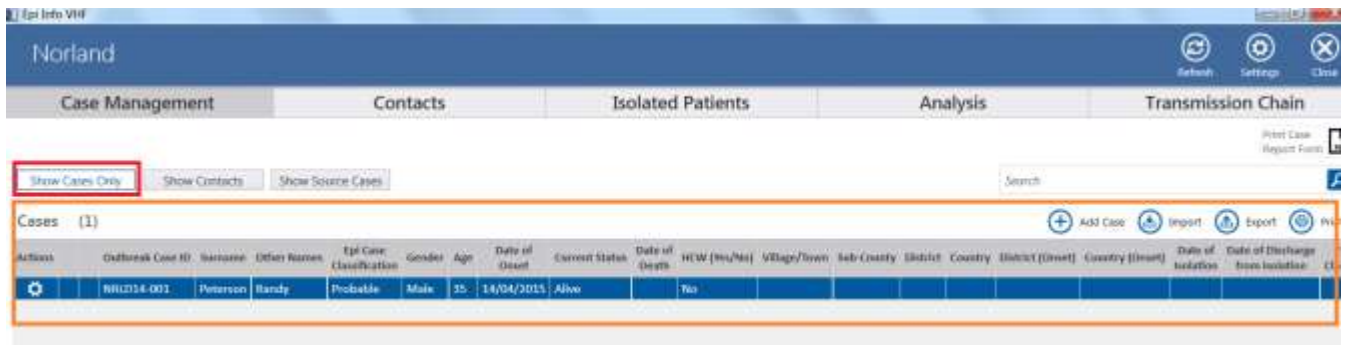 Epi Info VHF
Norland
Refresh Settings Close
Case Management Contacts Isolated Patients Analysis Transmission Chain
Print Case
Report Form
Show Cases Only Show Contacts Show Source Cases Search
Cases (1) Add Case Import Export
Actions Outbreak Case ID Surname Other Names Epi Case Classification Gender Age Date of Onset Current Status Date of Death HCW (Yes/No) Village/Town Sub-County District Country District (Onset) Country (Onset) Date of Isolation Date of Discharge from Isolation
NRLD14-001 Peterson Randy Probable Male 35 14/04/2015 Alive No